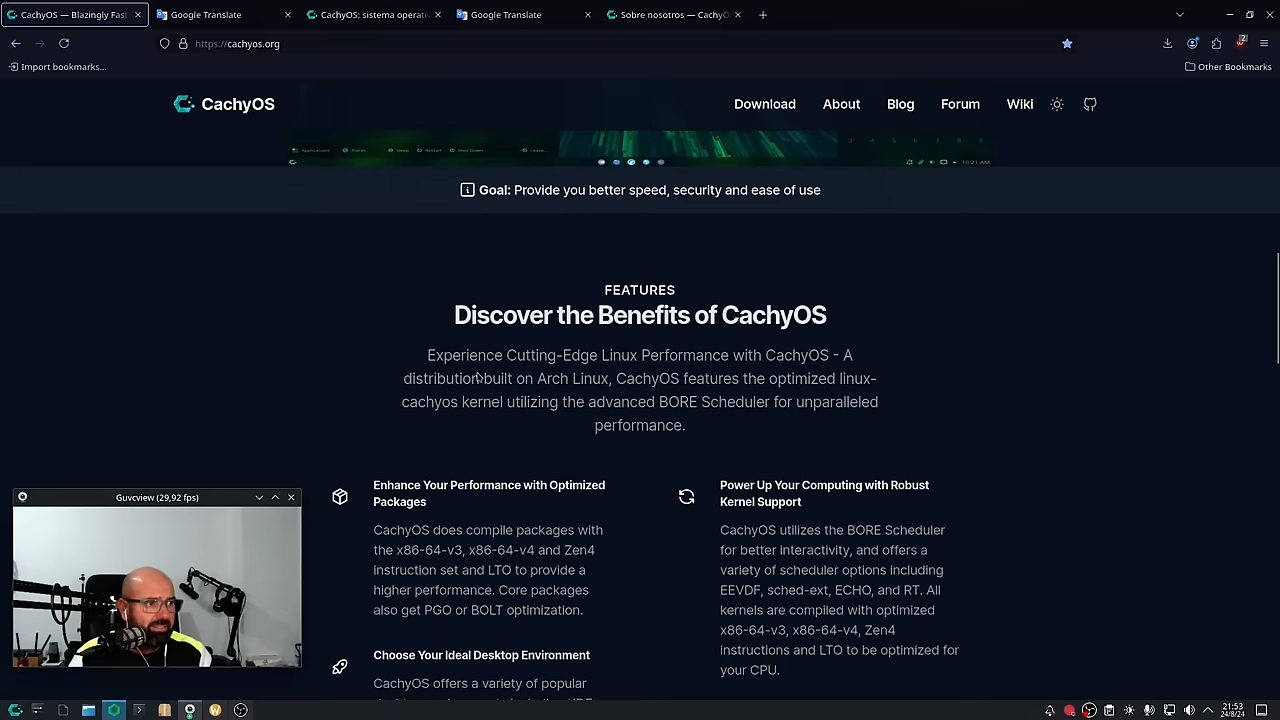 CachyOS — Blazingly Fast
Google Translate
CachyOS: sistema operativ
Google Translate
Sobre nosotros — CachyO
https://cachyos.org
2
Import bookmarks...
Other Bookmarks
CachyOS
Download
About
Blog
Forum
Wiki
10:21 AM
Goal: Provide you better speed, security and ease of use
FEATURES
Discover the Benefits of CachyOS
Experience Cutting-Edge Linux Performance with CachyOS - A
distribution built on Arch Linux, CachyOS features the optimized linux-
cachyos kernel utilizing the advanced BORE Scheduler for unparalleled
performance.
Enhance Your Performance with Optimized
Packages
CachyOS does compile packages with
the x86-64-v3, x86-64-v4 and Zen4
instruction set and LTO to provide a
higher performance. Core packages
also get PGO or BOLT optimization.
Power Up Your Computing with Robust
Kernel Support
CachyOS utilizes the BORE Scheduler
for better interactivity, and offers a
variety of scheduler options including
EEVDF, sched-ext, ECHO, and RT. All
kernels are compiled with optimized
x86-64-v3, x86-64-v4, Zen4
instructions and LTO to be optimized for
your CPU.
Choose Your Ideal Desktop Environment
CachyOS offers a variety of popular
Guvcview (29,92 fps)
21:53
24/8/24